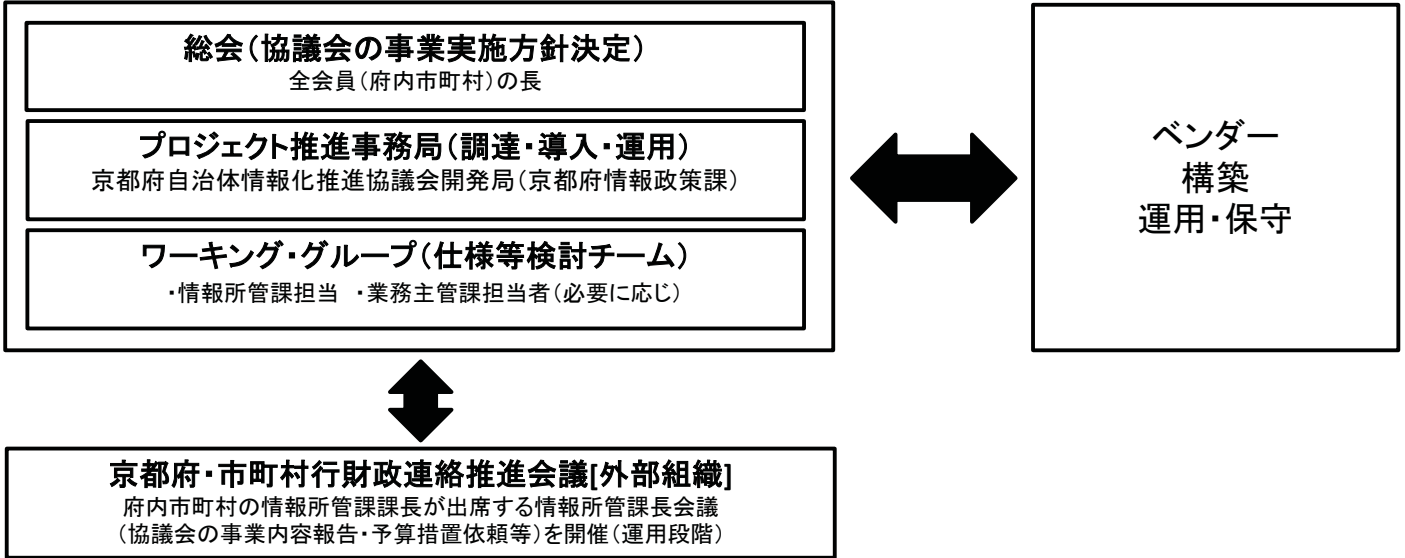 総会（協議会の事業実施方針決定）
全会員（府内市町村）の長
プロジェクト推進事務局（調達・導入・運用）
京都府自治体情報化推進協議会開発局（京都府情報政策課）
ワーキング・グループ（仕様等検討チーム）
・情報所管課担当　・業務主管課担当者（必要に応じ）
ベンダー
構築
運用・保守
京都府・市町村行財政連絡推進会議[外部組織]
府内市町村の情報所管課課長が出席する情報所管課長会議
（協議会の事業内容報告・予算措置依頼等）を開催（運用段階）